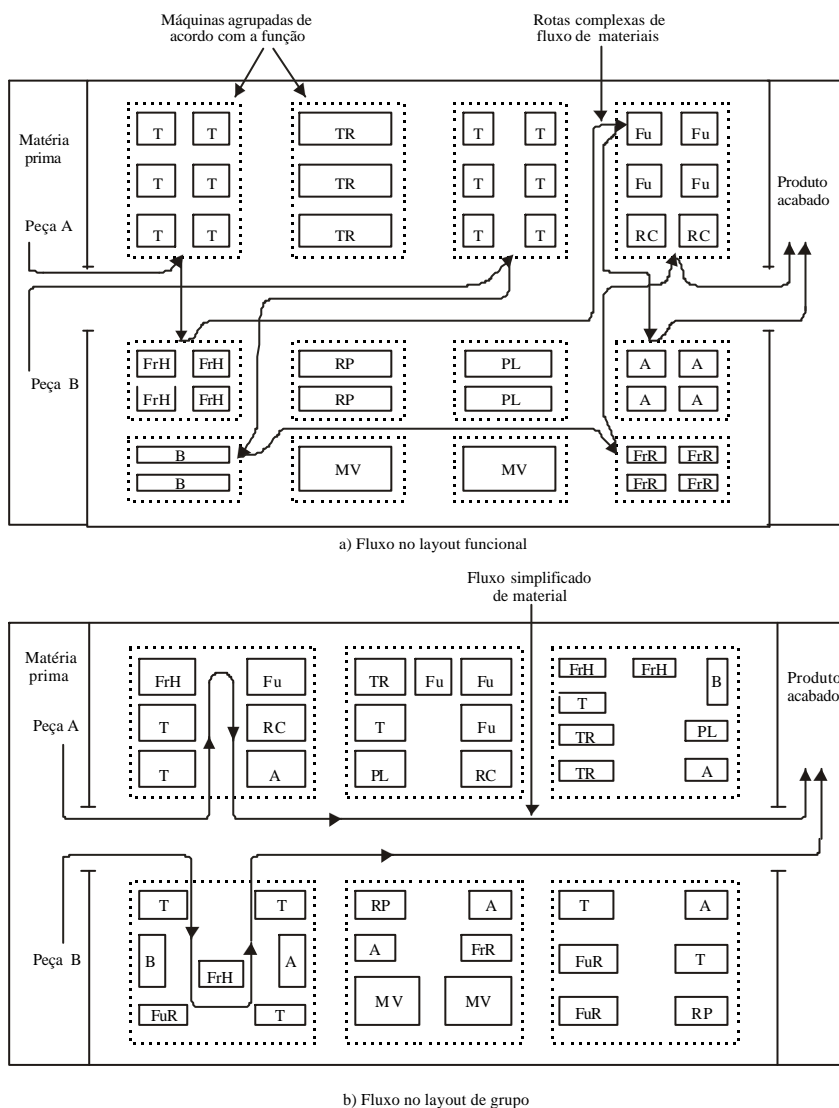 Máquinas agrupadas de
acordo com a função
Rotas complexas de
fluxo de materiais
Matéria
prima
Peça A
Peça B
T T
T T
T T
TR
TR
TR
T T
T T
T T
Fu Fu
Fu Fu
RC RC
Produto
acabado
FrH FrH
FrH FrH
RP
RP
PL
PL
A A
A A
B
B
MV
MV
FrR FrR
FrR FrR
a) Fluxo no layout funcional
Fluxo simplificado
de material
Matéria
prima
Peça A
Peça B
FrH Fu
T RC
T A
TR Fu Fu
T Fu
PL RC
FrH FrH B
T
TR PL
TR A
Produto
acabado
T T
B FrH A
FuR T
RP A
A FrR
MV MV
T A
FuR T
FuR RP
b) Fluxo no layout de grupo